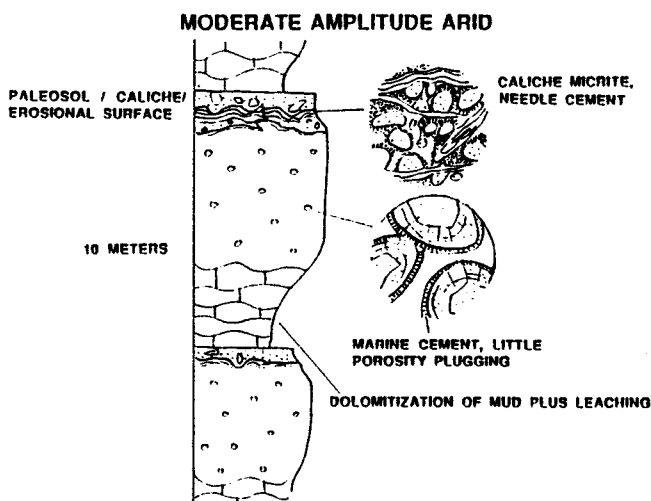 MODERATE AMPLITUDE ARID
PALEOSOL / CALICHE/
EROSIONAL SURFACE
CALICHE MICRITE,
NEEDLE CEMENT
10 METERS
MARINE CEMENT, LITTLE
POROSITY PLUGGING
DOLOMITIZATION OF MUD PLUS LEACHING